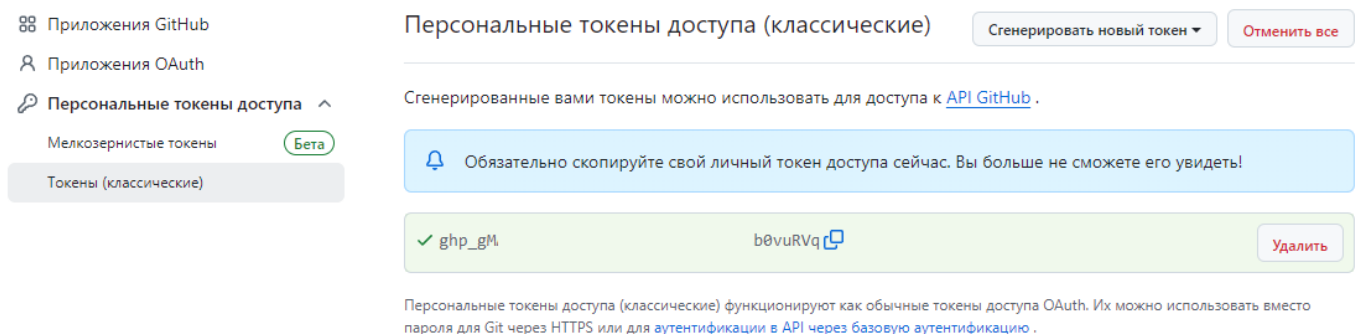 Приложения GitHub
Приложения OAuth
Персональные токены доступа
Мелкозернистые токены Бета
Токены (классические)
Персональные токены доступа (классические) Сгенерировать новый токен Отменить все
Сгенерированные вами токены можно использовать для доступа к API GitHub .
Обязательно скопируйте свой личный токен доступа сейчас. Вы больше не сможете его увидеть!
ghp_gM b0vuRVq Удалить
Персональные токены доступа (классические) функционируют как обычные токены доступа OAuth. Их можно использовать вместо
пароля для Git через HTTPS или для аутентификации в API через базовую аутентификацию .